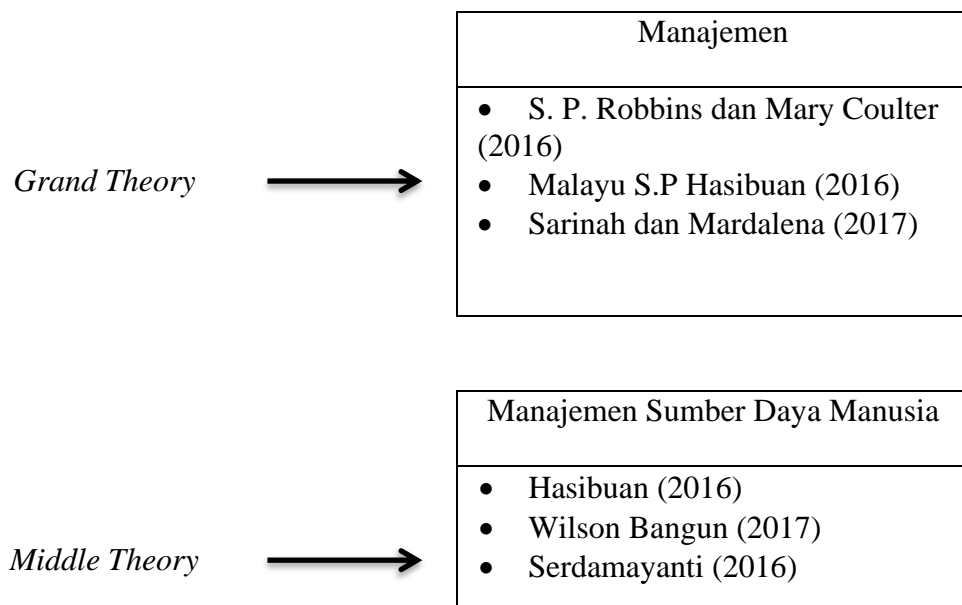 Manajemen
• S. P. Robbins dan Mary Coulter
(2016)
• Malayu S.P Hasibuan (2016)
• Sarinah dan Mardalena (2017)
Grand Theory
Manajemen Sumber Daya Manusia
• Hasibuan (2016)
• Wilson Bangun (2017)
• Serdamayanti (2016)
Middle Theory